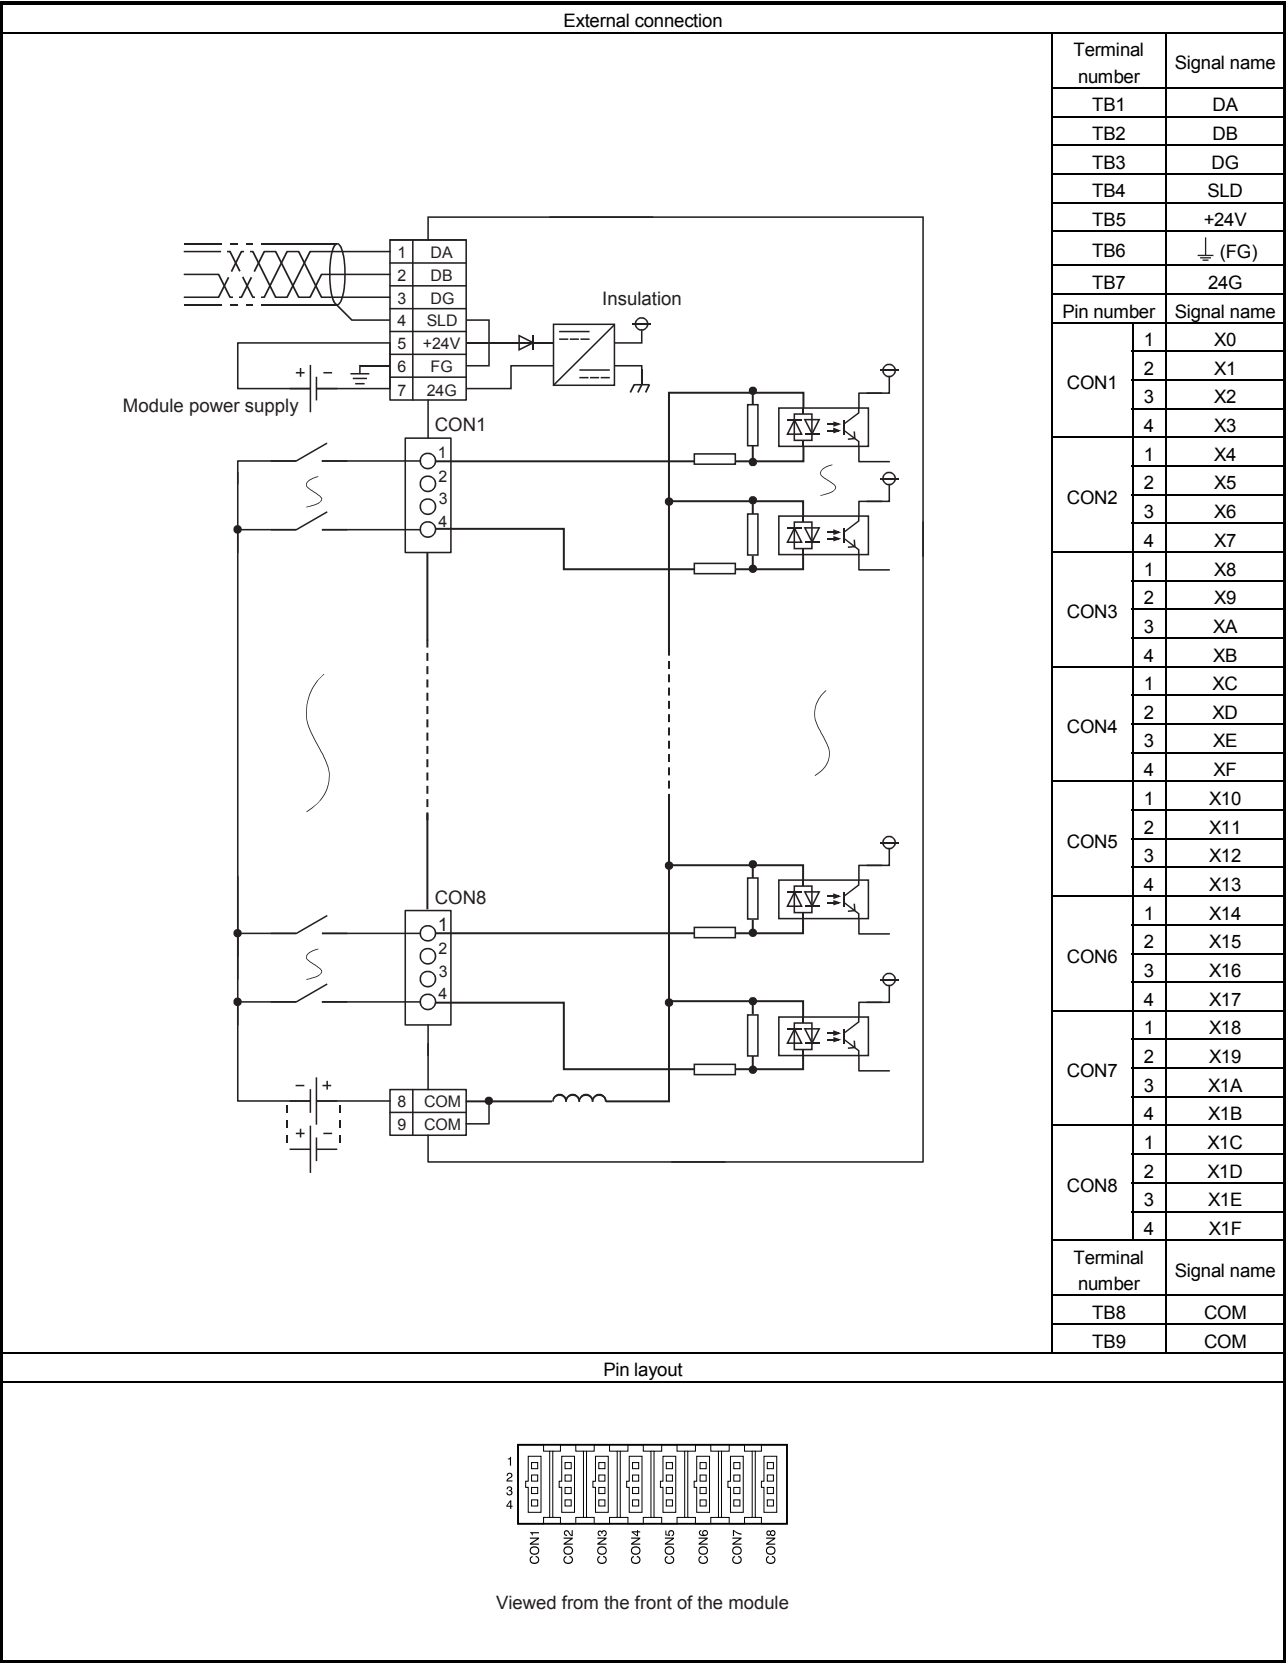 External connection
Terminal number Signal name
TB1 DA
TB2 DB
TB3 DG
TB4 SLD
TB5 +24V
TB6 (FG)
TB7 24G
Pin number Signal name
CON1 1 X0
2 X1
3 X2
4 X3
CON2 1 X4
2 X5
3 X6
4 X7
CON3 1 X8
2 X9
3 XA
4 XB
CON4 1 XC
2 XD
3 XE
4 XF
CON5 1 X10
2 X11
3 X12
4 X13
CON6 1 X14
2 X15
3 X16
4 X17
CON7 1 X18
2 X19
3 X1A
4 X1B
CON8 1 X1C
2 X1D
3 X1E
4 X1F
Terminal number Signal name
TB8 COM
TB9 COM
1 DA
2 DB
3 DG
4 SLD
5 +24V
6 FG
7 24G
Insulation
+ −
Module power supply
CON1
1
2
3
4
CON8
1
2
3
4
− +
+ −
8 COM
9 COM
Pin layout
1
2
3
4
CON1 CON2 CON3 CON4 CON5 CON6 CON7 CON8
Viewed from the front of the module